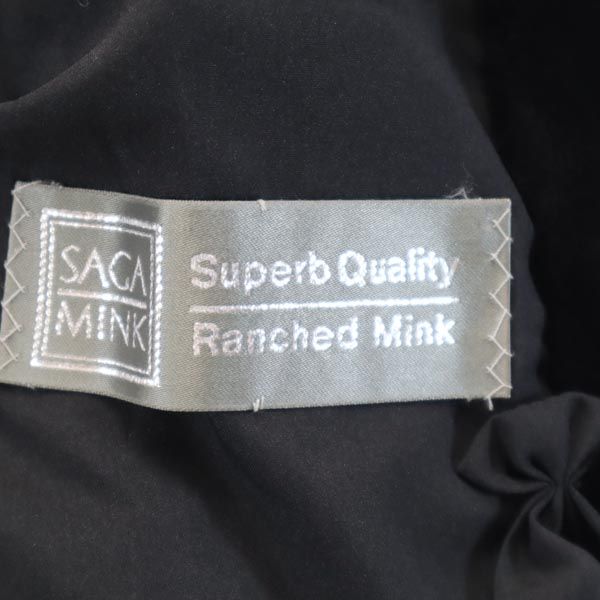 SAGA
MINK
Superb Quality
Ranched Mink